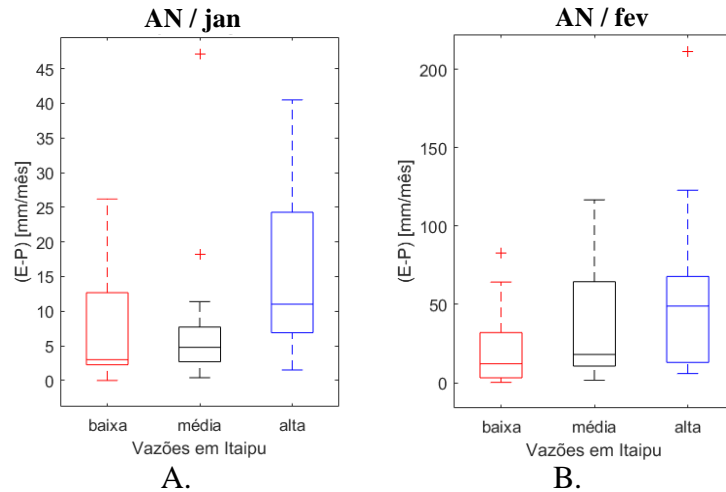 AN / jan
45
40
35
30
25
20
15
10
5
0
(E-P) [mm/mês]
baixa média alta
Vazões em Itaipu
A.
AN / fev
200
150
100
50
0
(E-P) [mm/mês]
baixa média alta
Vazões em Itaipu
B.